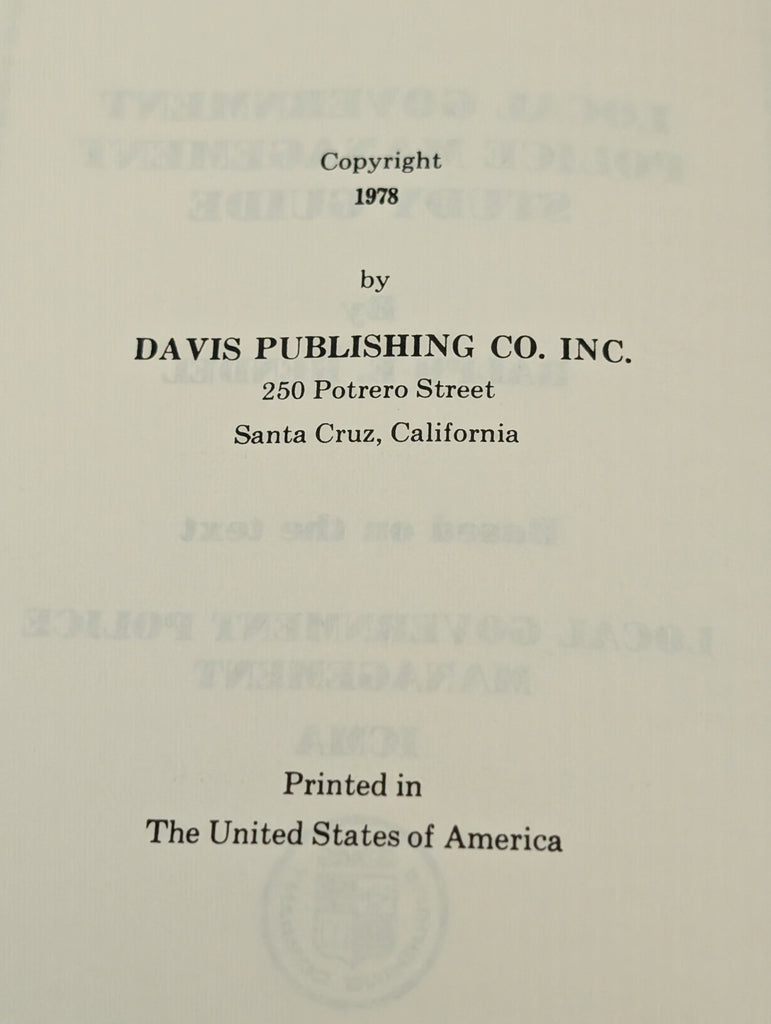 Copyright
1978
by
DAVIS PUBLISHING CO. INC.
250 Potrero Street
Santa Cruz, California
Printed in
The United States of America